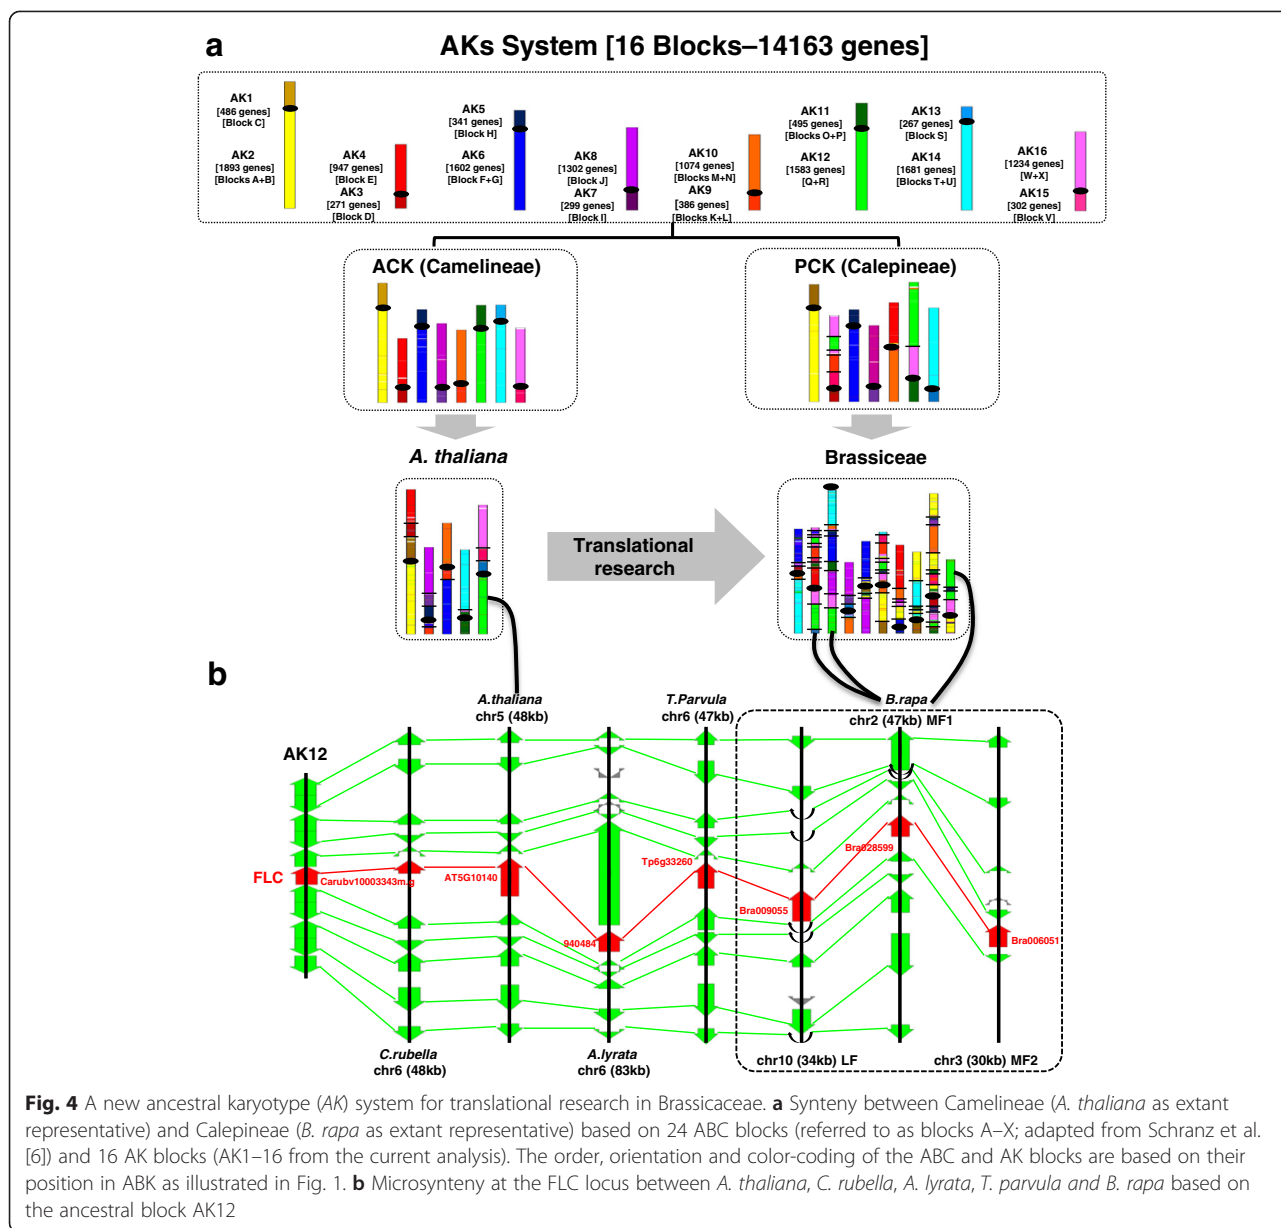 a
AKs System [16 Blocks–14163 genes]
AK1
[486 genes]
[Block C]
AK2
[1893 genes]
[Blocks A+B]
AK4
[947 genes]
[Block E]
AK3
[271 genes]
[Block D]
AK5
[341 genes]
[Block H]
AK6
[1602 genes]
[Block F+G]
AK8
[1302 genes]
[Block J]
AK7
[299 genes]
[Block I]
AK10
[1074 genes]
[Blocks M+N]
AK9
[386 genes]
[Blocks K+L]
AK11
[495 genes]
[Blocks O+P]
AK12
[1583 genes]
[Q+R]
AK13
[267 genes]
[Block S]
AK14
[1681 genes]
[Blocks T+U]
AK16
[1234 genes]
[W+X]
AK15
[302 genes]
[Block V]
ACK (Camelineae)
PCK (Calepineae)
A. thaliana
Brassiceae
Translational
research
b
A.thaliana
chr5 (48kb)
T.Parvula
chr6 (47kb)
B.rapa
chr2 (47kb) MF1
AK12
FLC
Carubv10003343m.g
AT5G10140
940484
Tp6g33260
Bra009055
Bra028599
Bra006051
C.rubella
chr6 (48kb)
A.lyrata
chr6 (83kb)
chr10 (34kb) LF
chr3 (30kb) MF2
Fig. 4 A new ancestral karyotype (AK) system for translational research in Brassicaceae. a Synteny between Camelineae (A. thaliana as extant
representative) and Calepineae (B. rapa as extant representative) based on 24 ABC blocks (referred to as blocks A–X; adapted from Schranz et al.
[6]) and 16 AK blocks (AK1–16 from the current analysis). The order, orientation and color-coding of the ABC and AK blocks are based on their
position in ABK as illustrated in Fig. 1. b Microsynteny at the FLC locus between A. thaliana, C. rubella, A. lyrata, T. parvula and B. rapa based on
the ancestral block AK12